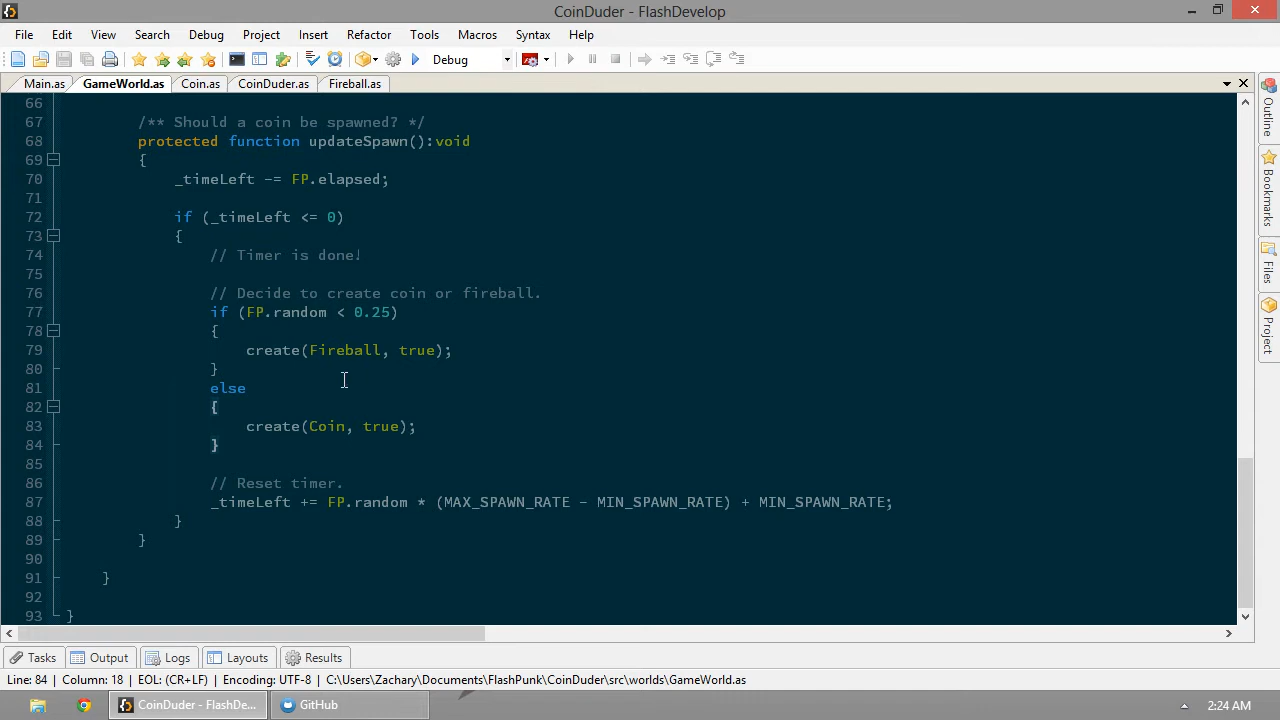 CoinDuder - FlashDevelop
File Edit View Search Debug Project Insert Refactor Tools Macros Syntax Help
Debug
Main.as GameWorld.as Coin.as CoinDuder.as Fireball.as
66
67 /** Should a coin be spawned? */
68 protected function updateSpawn():void
69 {
70 _timeLeft -= FP.elapsed;
71
72 if (_timeLeft <= 0)
73 {
74 // Timer is done!
75
76 // Decide to create coin or fireball.
77 if (FP.random < 0.25)
78 {
79 create(Fireball, true);
80 }
81 else
82 {
83 create(Coin, true);
84 }
85
86 // Reset timer.
87 _timeLeft += FP.random * (MAX_SPAWN_RATE - MIN_SPAWN_RATE) + MIN_SPAWN_RATE;
88 }
89 }
90
91 }
92
93 }
Outline
Bookmarks
Files
Project
Tasks Output Logs Layouts Results
Line: 84 Column: 18 EOL: (CR+LF) Encoding: UTF-8 C:\Users\Zachary\Documents\FlashPunk\CoinDuder\src\worlds\GameWorld.as
CoinDuder - FlashDe... GitHub 2:24 AM